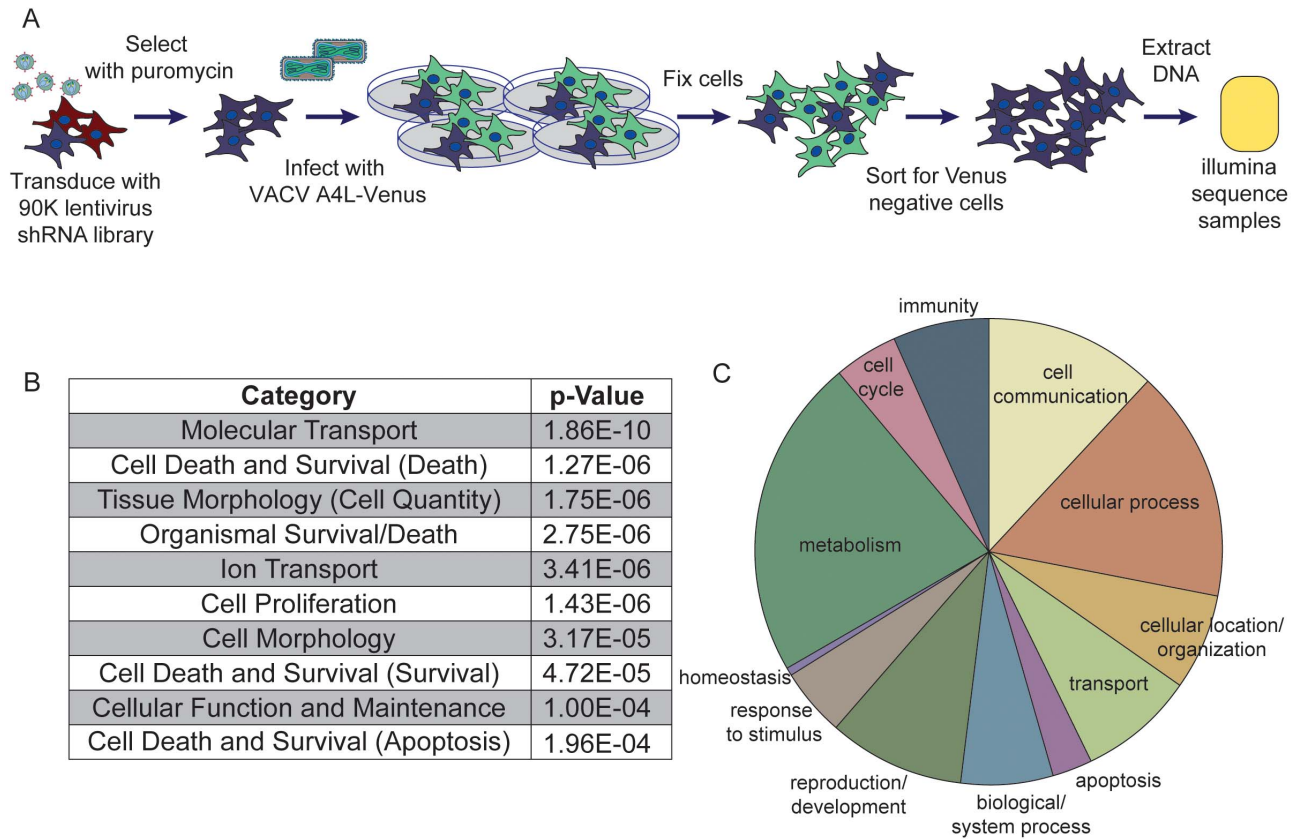 A
Select
with puromycin
Transduce with
90K lentivirus
shRNA library
Infect with
VACV A4L-Venus
Fix cells
Sort for Venus
negative cells
Extract
DNA
illumina
sequence
samples
B
Category p-Value
Molecular Transport 1.86E-10
Cell Death and Survival (Death) 1.27E-06
Tissue Morphology (Cell Quantity) 1.75E-06
Organismal Survival/Death 2.75E-06
Ion Transport 3.41E-06
Cell Proliferation 1.43E-06
Cell Morphology 3.17E-05
Cell Death and Survival (Survival) 4.72E-05
Cellular Function and Maintenance 1.00E-04
Cell Death and Survival (Apoptosis) 1.96E-04
C
immunity
cell
communication
cellular process
cellular location/
organization
transport
apoptosis
biological/
system process
reproduction/
development
response
to stimulus
homeostasis
metabolism
cell
cycle